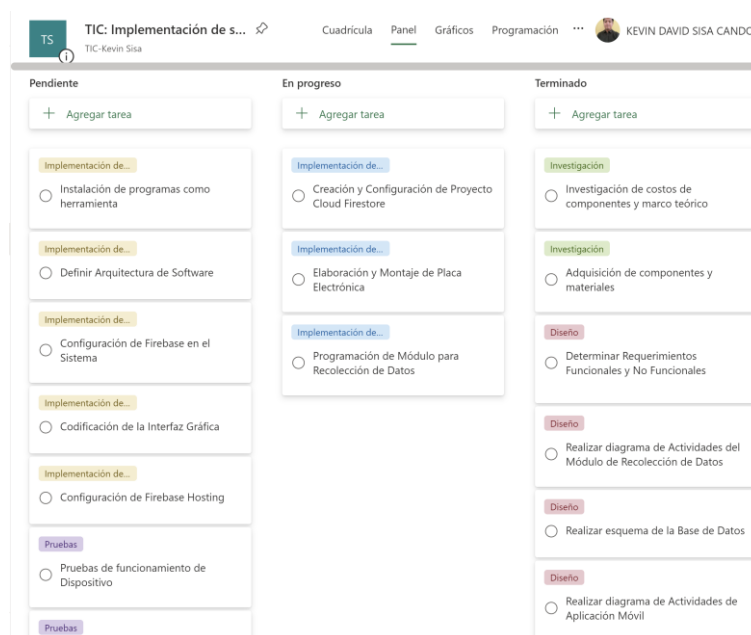 TS
TIC: Implementación de s...
TIC-Kevin Sisa
Cuadrícula
Panel
Gráficos
Programación
...
KEVIN DAVID SISA CANDO
Pendiente
Agregar tarea
Implementación de...
Instalación de programas como
herramienta
Implementación de...
Definir Arquitectura de Software
Implementación de...
Configuración de Firebase en el
Sistema
Implementación de...
Codificación de la Interfaz Gráfica
Implementación de...
Configuración de Firebase Hosting
Pruebas
Pruebas de funcionamiento de
Dispositivo
Pruebas
En progreso
Agregar tarea
Implementación de...
Creación y Configuración de Proyecto
Cloud Firestore
Implementación de...
Elaboración y Montaje de Placa
Electrónica
Implementación de...
Programación de Módulo para
Recolección de Datos
Terminado
Agregar tarea
Investigación
Investigación de costos de
componentes y marco teórico
Investigación
Adquisición de componentes y
materiales
Diseño
Determinar Requerimientos
Funcionales y No Funcionales
Diseño
Realizar diagrama de Actividades del
Módulo de Recolección de Datos
Diseño
Realizar esquema de la Base de Datos
Diseño
Realizar diagrama de Actividades de
Aplicación Móvil